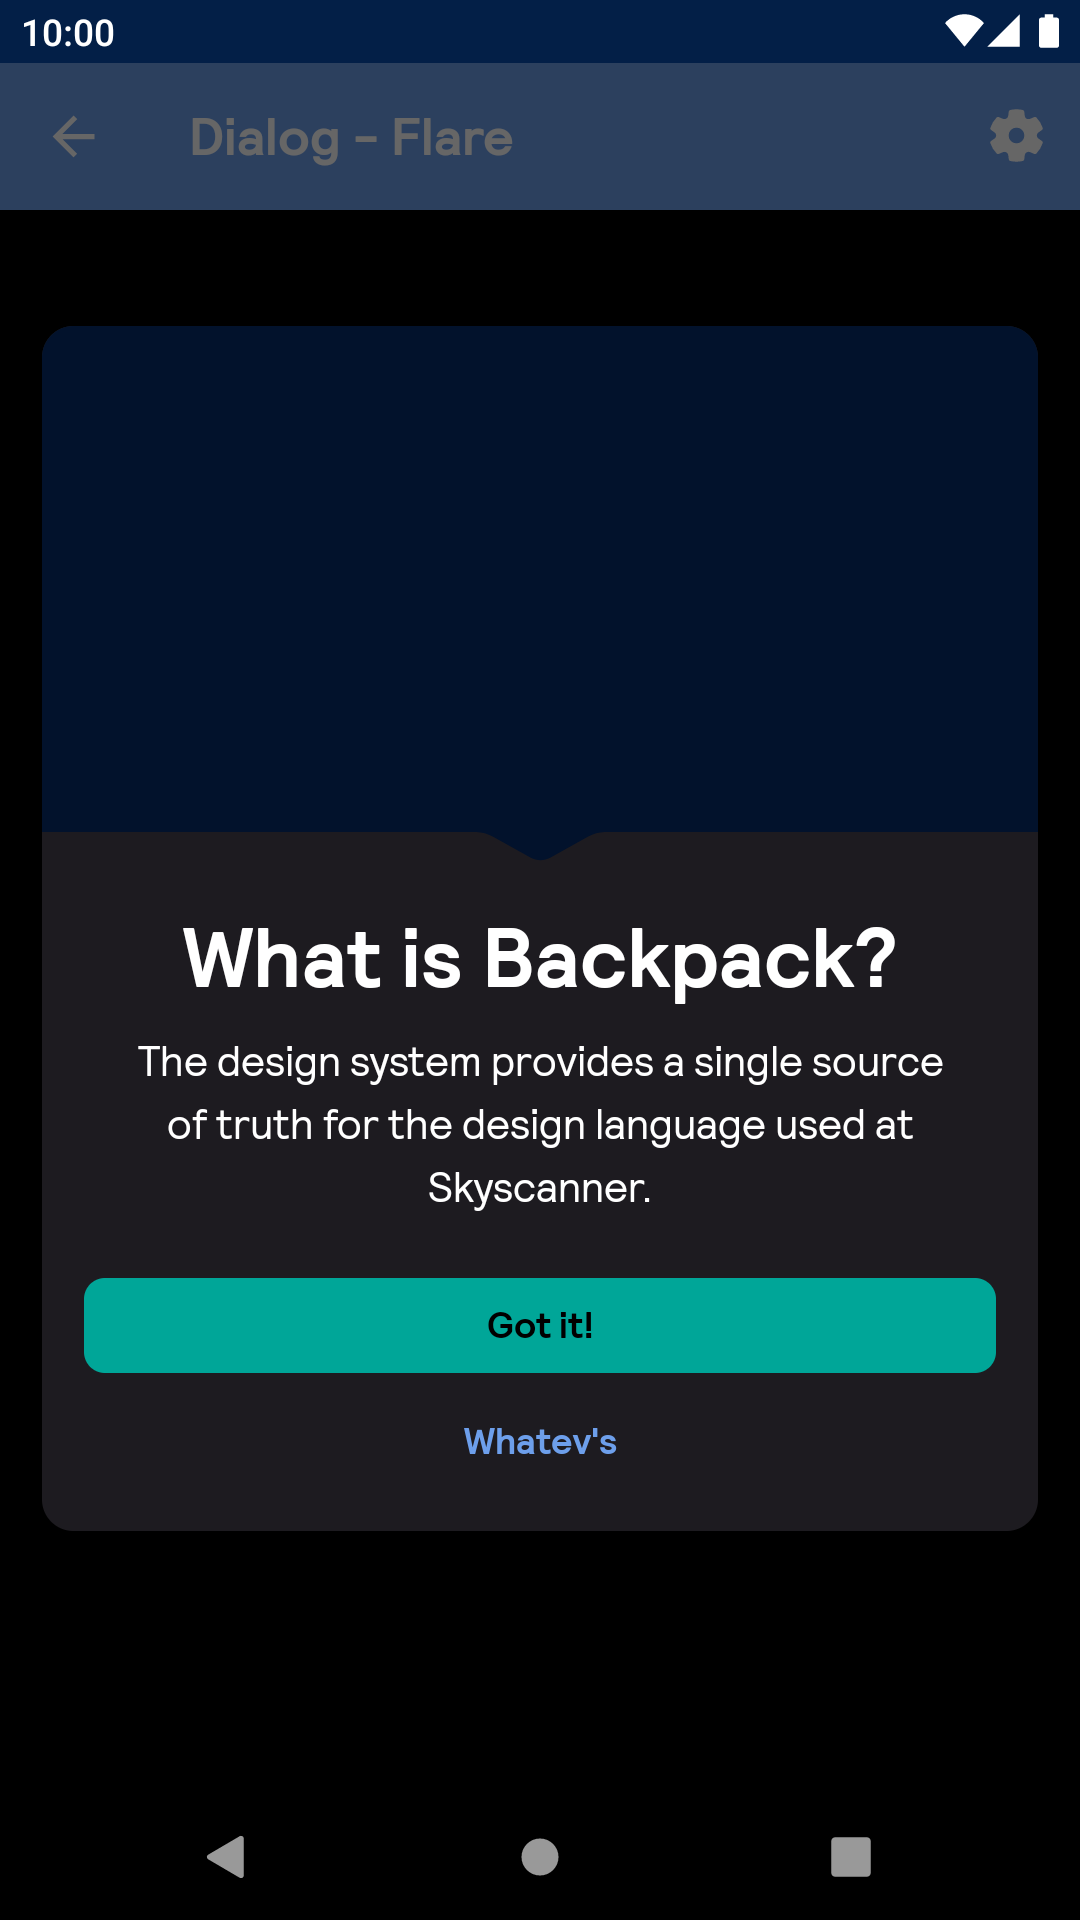 10:00
Dialog - Flare
What is Backpack?
The design system provides a single source
of truth for the design language used at
Skyscanner.
Got it!
Whatev's